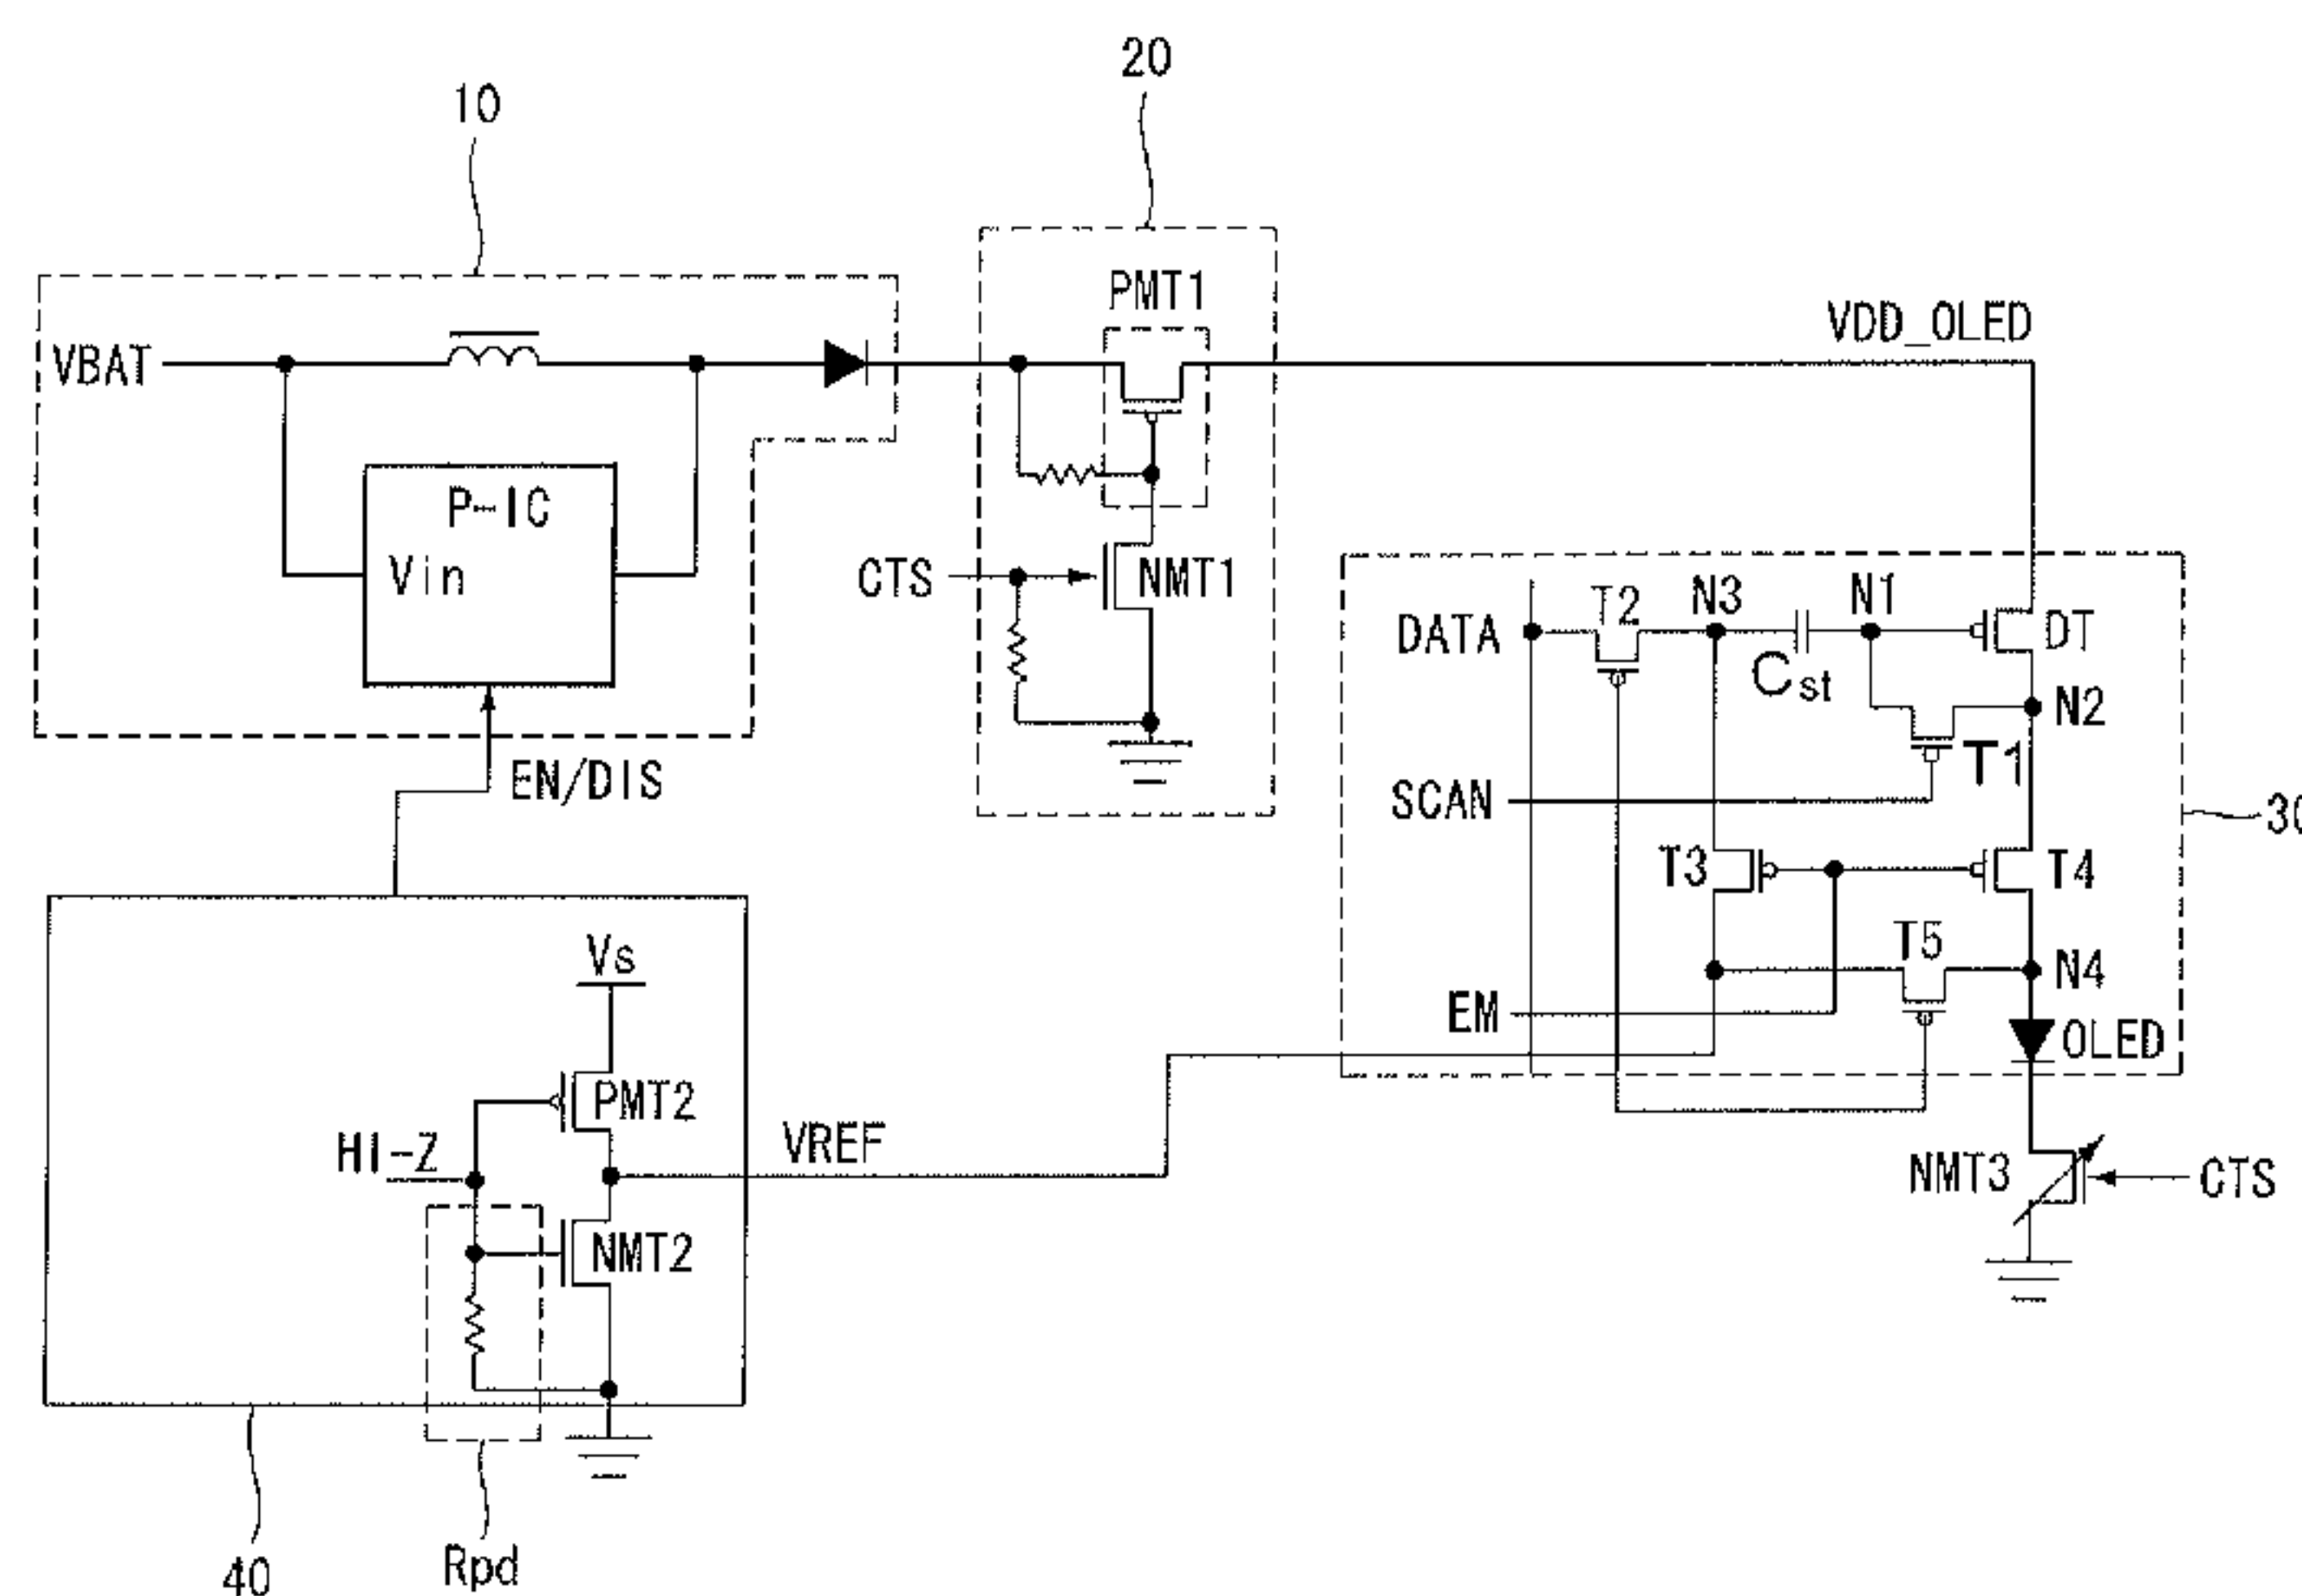 20
10
PMT1
VDD_OLED
VBAT
P-IC
Vin
CTS
NMT1
DATA
T2
N3
N1
DT
Cst
N2
T1
EN/DIS
SCAN
30
T3
T4
Vs
T5
N4
EM
OLED
PMT2
HI-Z
VREF
NMT3
CTS
NMT2
40
Rpd